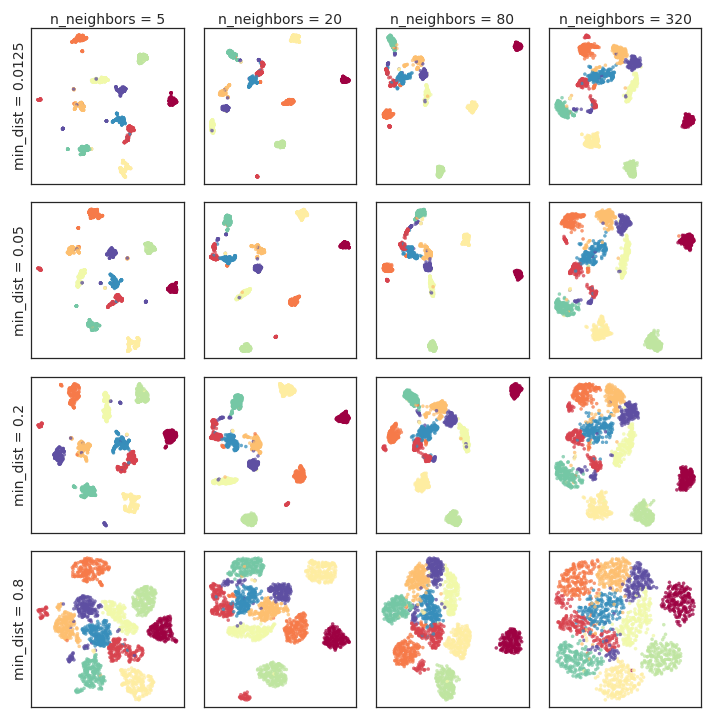 n_neighbors = 5
n_neighbors = 20
n_neighbors = 80
n_neighbors = 320
min_dist = 0.0125
min_dist = 0.05
min_dist = 0.2
min_dist = 0.8